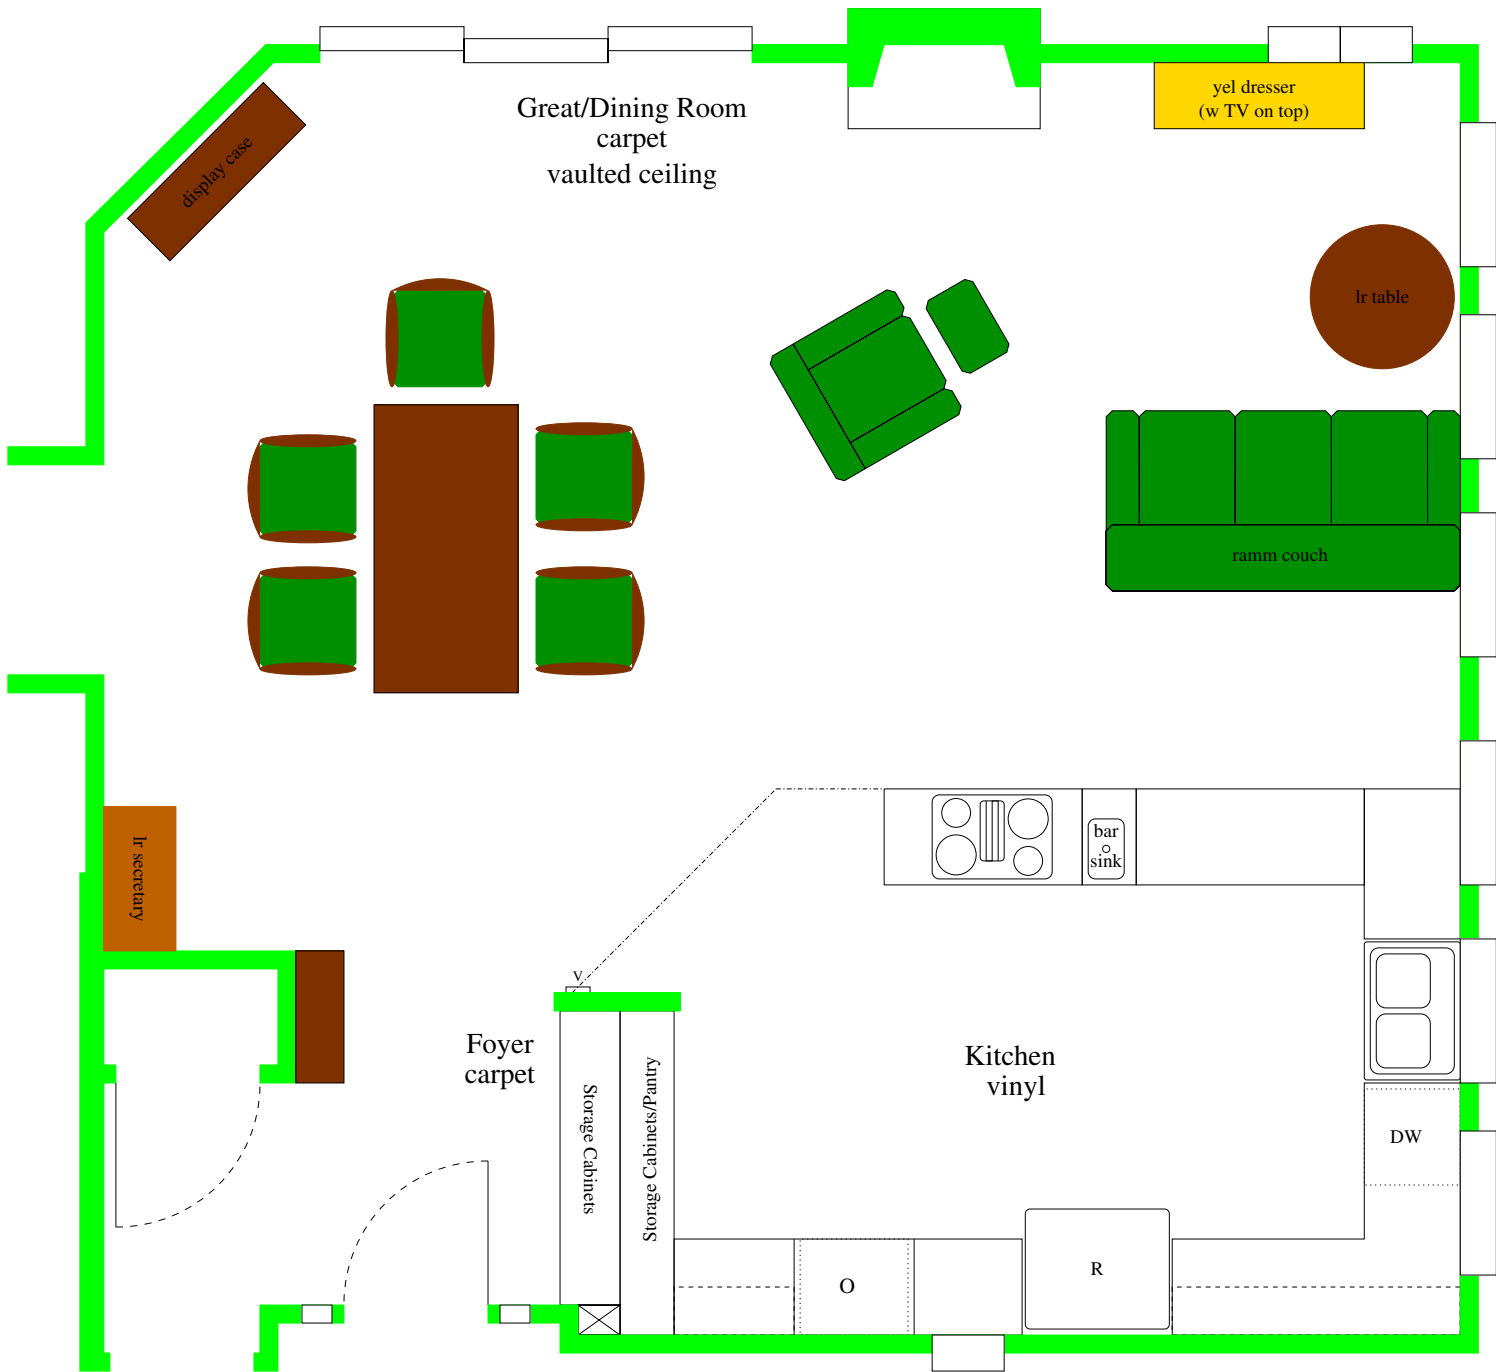 Great/Dining Room
carpet
vaulted ceiling
yel dresser
(w TV on top)
display case
lr table
ramm couch
lr secretary
bar
sink
V
Foyer
carpet
Kitchen
vinyl
Storage Cabinets
Storage Cabinets/Pantry
DW
O
R